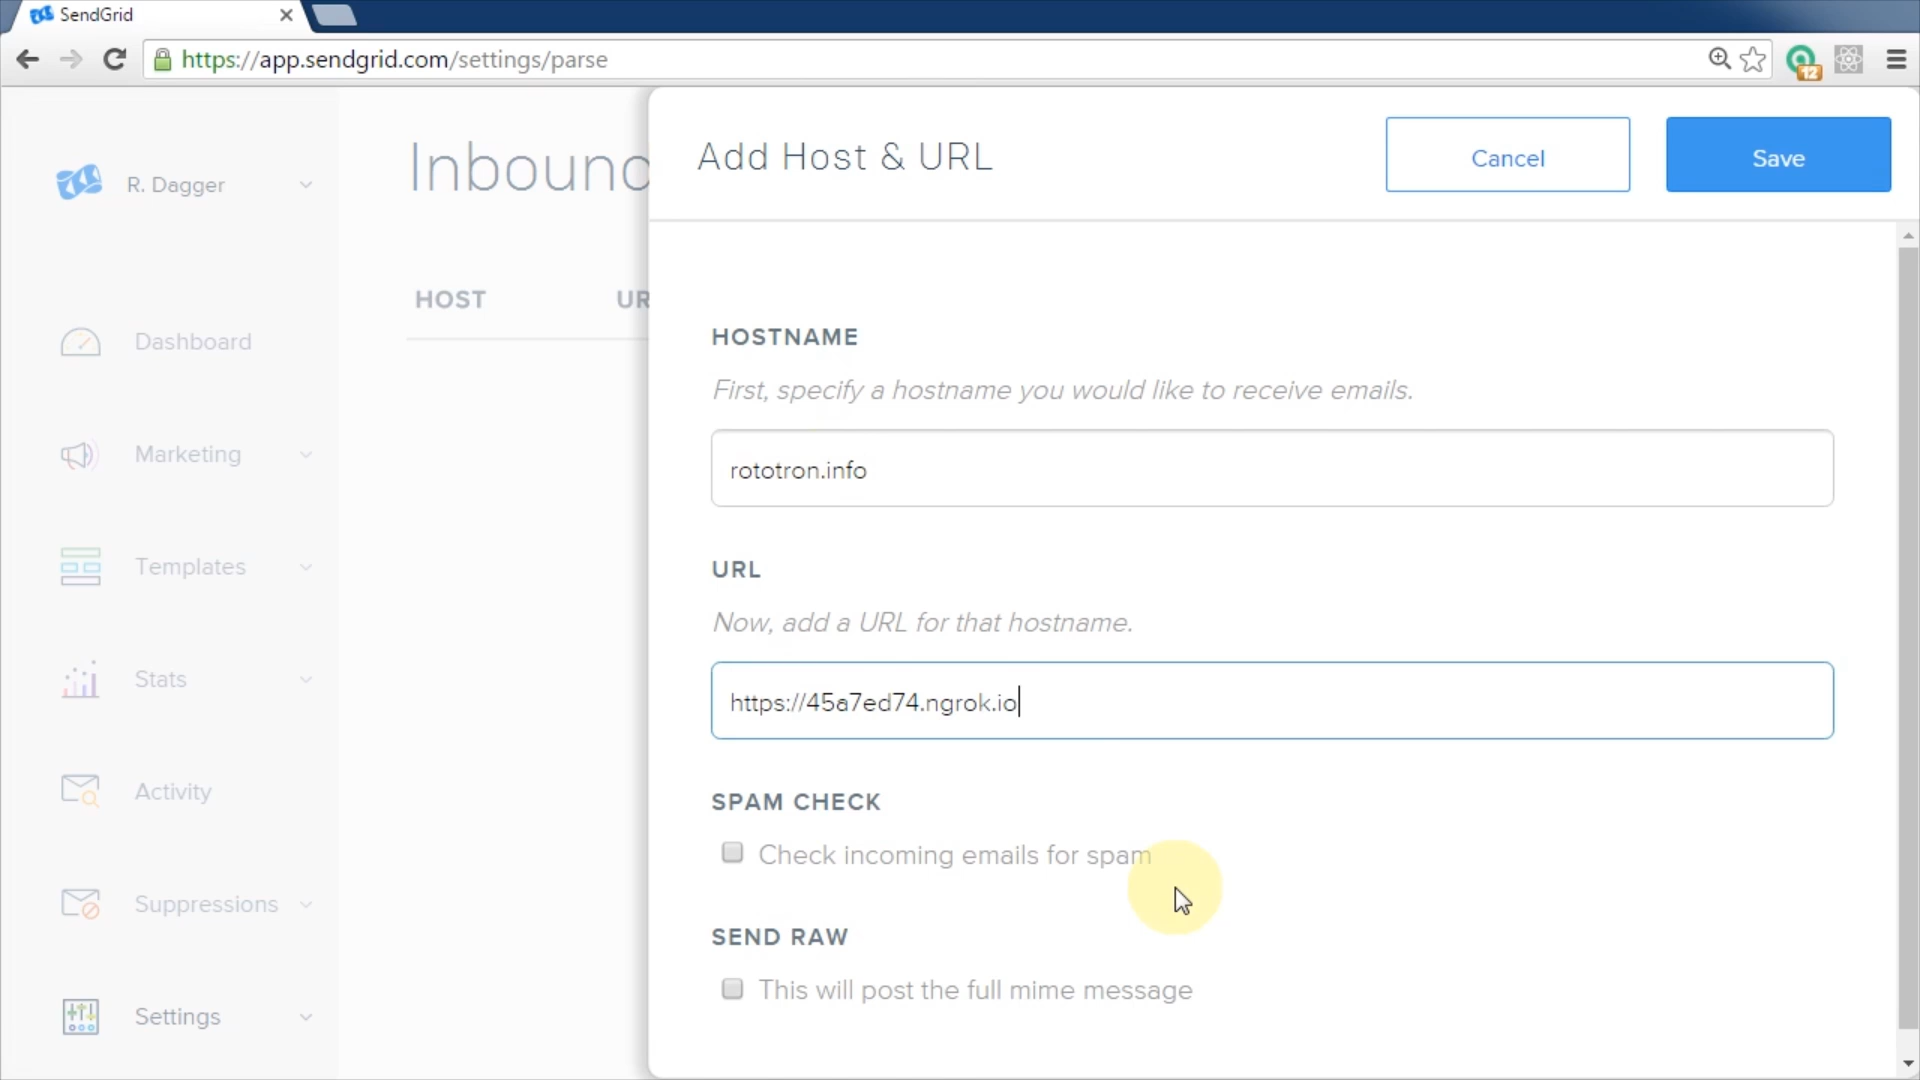 SendGrid
https://app.sendgrid.com/settings/parse
12
R. Dagger
Dashboard
Marketing
Templates
Stats
Activity
Suppressions
Settings
Inbound
HOST
UR
Add Host & URL
Cancel
Save
HOSTNAME
First, specify a hostname you would like to receive emails.
rototron.info
URL
Now, add a URL for that hostname.
https://45a7ed74.ngrok.io
SPAM CHECK
Check incoming emails for spam
SEND RAW
This will post the full mime message